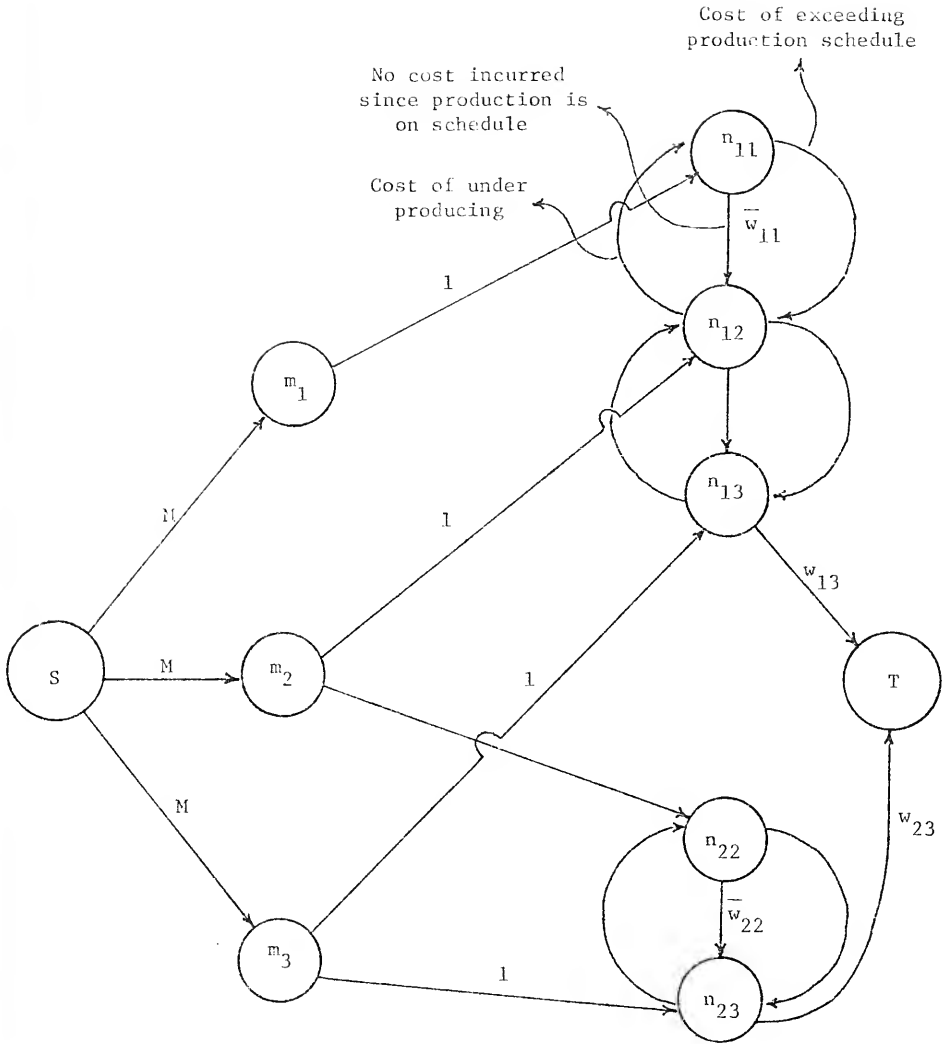 Cost of exceeding
production schedule
No cost incurred
since production is
on schedule
n11
Cost of under
producing
w̅11
1
n12
m1
n13
M
1
w13
S
M
m2
1
T
M
n22
w23
w̅22
m3
1
n23